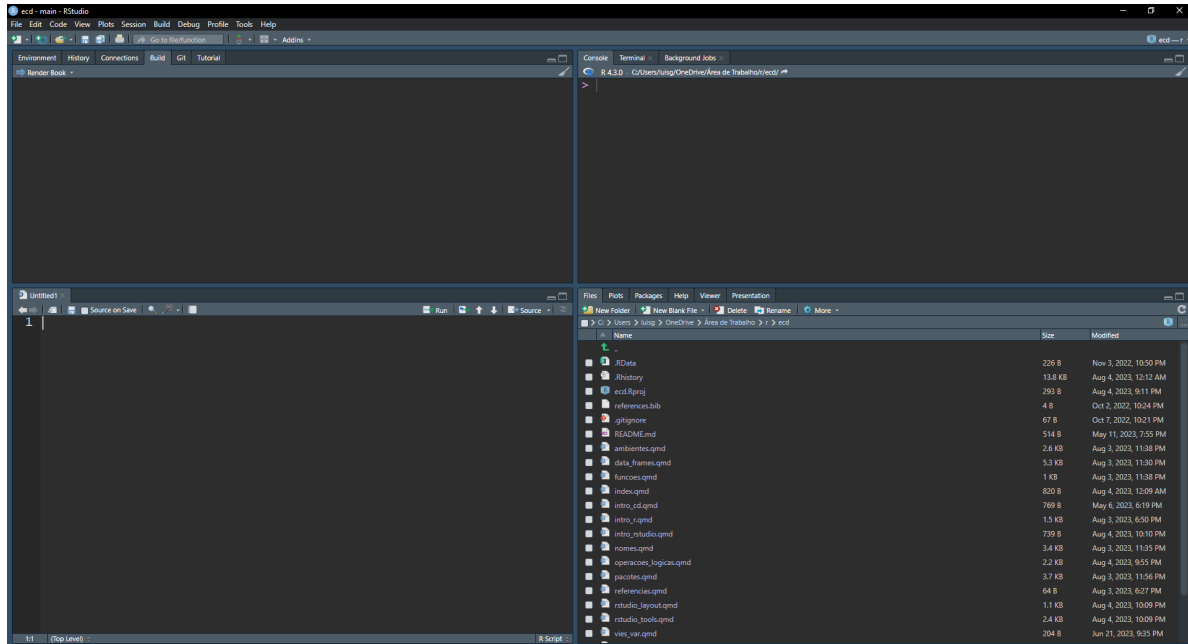 ecd - main - RStudio
File Edit Code View Plots Session Build Debug Profile Tools Help
Go to file/function Addins ecd — r
Environment History Connections Build Git Tutorial
Render Book
Console Terminal Background Jobs
R 4.3.0 · C:/Users/luisg/OneDrive/Área de Trabalho/r/ecd/
>
Untitled1
Source on Save Run Source
1
1:1 (Top Level) R Script
Files Plots Packages Help Viewer Presentation
New Folder New Blank File Delete Rename More
C: > Users > luisg > OneDrive > Área de Trabalho > r > ecd
Name Size Modified
..
.RData 226 B Nov 3, 2022, 10:50 PM
.Rhistory 13.8 KB Aug 4, 2023, 12:12 AM
ecd.Rproj 293 B Aug 4, 2023, 9:11 PM
references.bib 4 B Oct 2, 2022, 10:24 PM
.gitignore 67 B Oct 7, 2022, 10:21 PM
README.md 514 B May 11, 2023, 7:55 PM
ambientes.qmd 2.6 KB Aug 3, 2023, 11:38 PM
data_frames.qmd 5.3 KB Aug 3, 2023, 11:30 PM
funcoes.qmd 1 KB Aug 3, 2023, 11:38 PM
index.qmd 820 B Aug 4, 2023, 12:09 AM
intro_cd.qmd 769 B May 6, 2023, 6:19 PM
intro_r.qmd 1.5 KB Aug 3, 2023, 6:50 PM
intro_rstudio.qmd 739 B Aug 4, 2023, 10:10 PM
nomes.qmd 3.4 KB Aug 3, 2023, 11:35 PM
operacoes_logicas.qmd 2.2 KB Aug 4, 2023, 9:55 PM
pacotes.qmd 3.7 KB Aug 3, 2023, 11:56 PM
referencias.qmd 64 B Aug 3, 2023, 6:27 PM
rstudio_layout.qmd 1.1 KB Aug 4, 2023, 10:09 PM
rstudio_tools.qmd 2.4 KB Aug 4, 2023, 10:09 PM
vies_var.qmd 204 B Jun 21, 2023, 9:35 PM